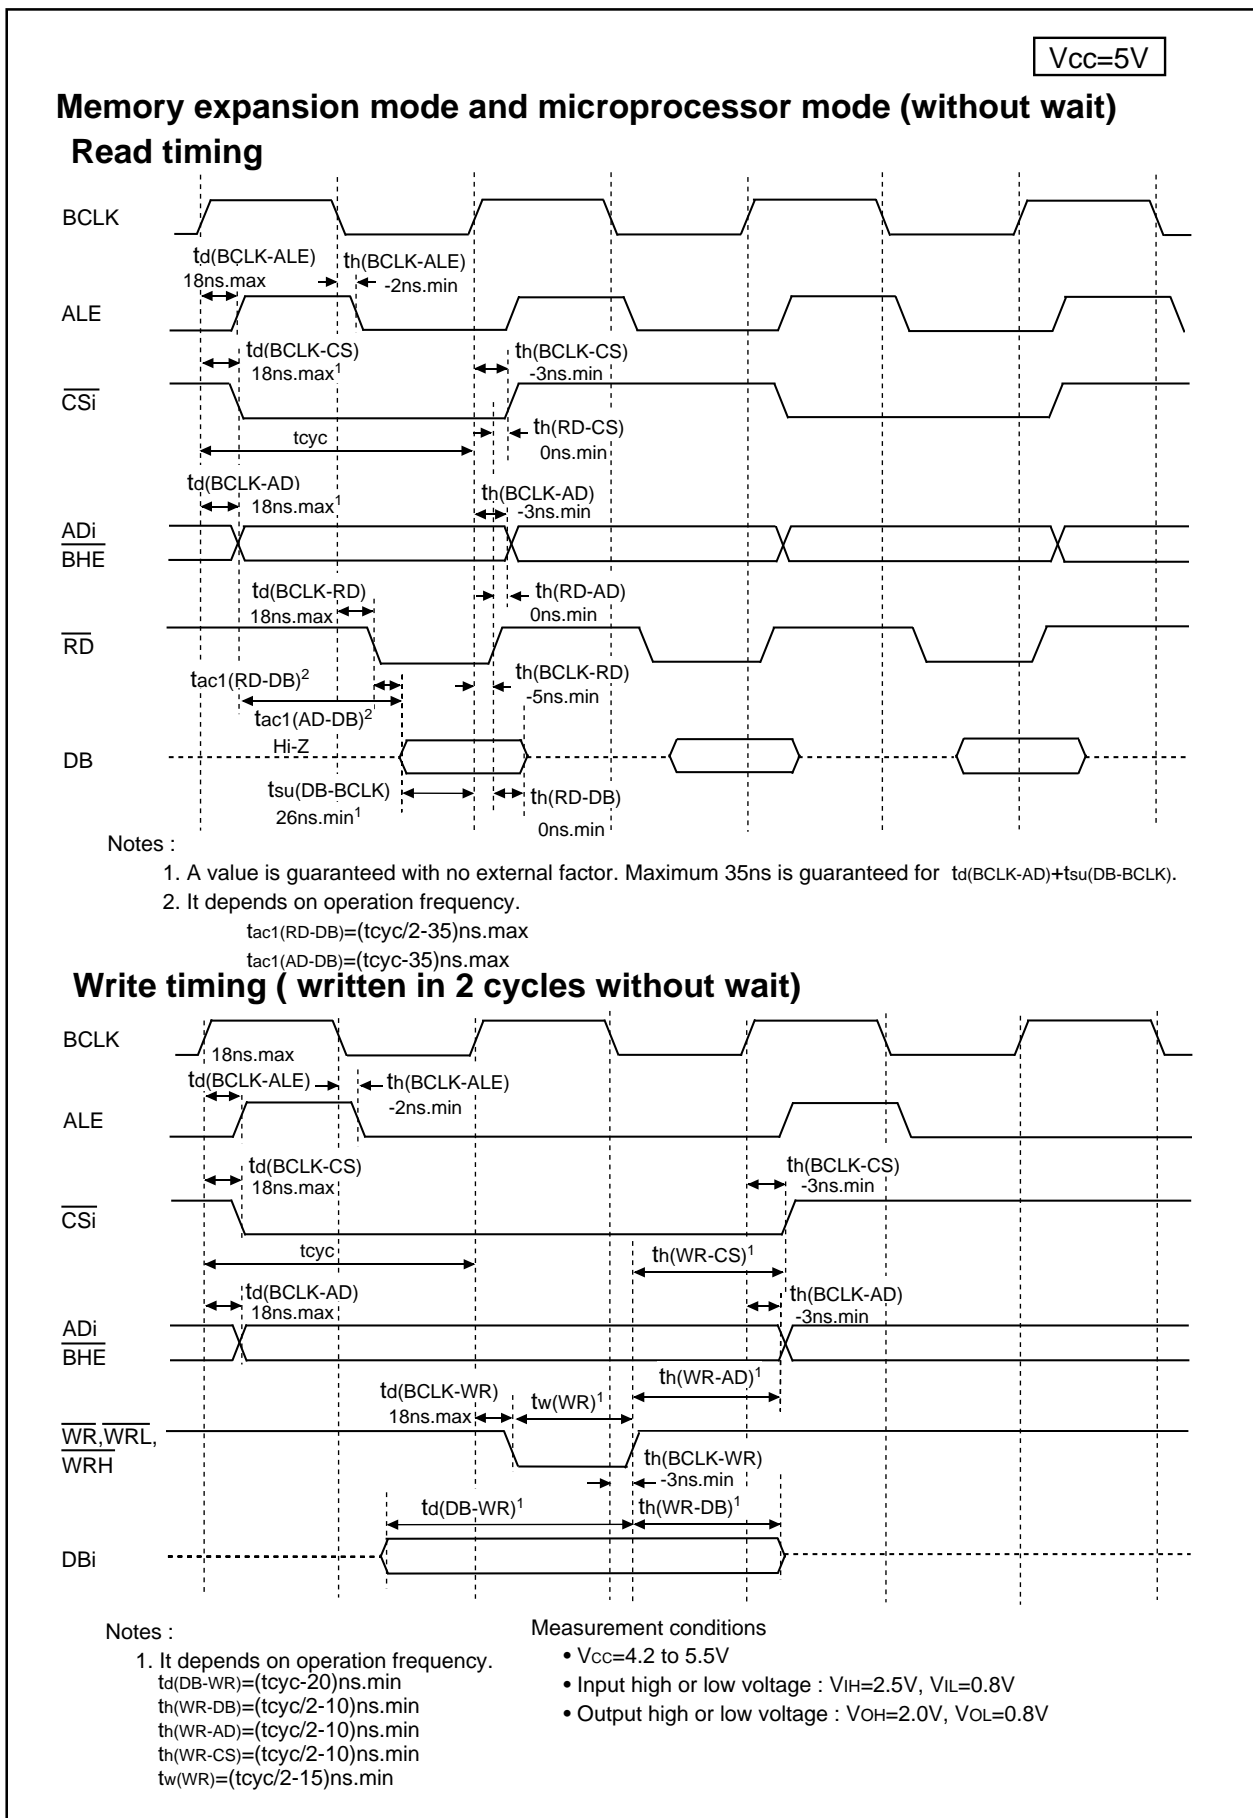 Vcc=5V
Memory expansion mode and microprocessor mode (without wait)
Read timing
BCLK
td(BCLK-ALE)
18ns.max
th(BCLK-ALE)
-2ns.min
ALE
td(BCLK-CS)
18ns.max1
th(BCLK-CS)
-3ns.min
CSi
tcyc
th(RD-CS)
0ns.min
td(BCLK-AD)
18ns.max1
th(BCLK-AD)
-3ns.min
ADi
BHE
td(BCLK-RD)
18ns.max
th(RD-AD)
0ns.min
RD
tac1(RD-DB)2
th(BCLK-RD)
-5ns.min
tac1(AD-DB)2
Hi-Z
DB
tsu(DB-BCLK)
26ns.min1
th(RD-DB)
0ns.min
Notes :
1. A value is guaranteed with no external factor. Maximum 35ns is guaranteed for td(BCLK-AD)+tsu(DB-BCLK).
2. It depends on operation frequency.
tac1(RD-DB)=(tcyc/2-35)ns.max
tac1(AD-DB)=(tcyc-35)ns.max
Write timing ( written in 2 cycles without wait)
BCLK
18ns.max
td(BCLK-ALE)
th(BCLK-ALE)
-2ns.min
ALE
td(BCLK-CS)
18ns.max
th(BCLK-CS)
-3ns.min
CSi
tcyc
th(WR-CS)1
td(BCLK-AD)
18ns.max
th(BCLK-AD)
-3ns.min
ADi
BHE
th(WR-AD)1
td(BCLK-WR)
18ns.max
tw(WR)1
WR,WRL,
WRH
th(BCLK-WR)
-3ns.min
td(DB-WR)1
th(WR-DB)1
DBi
Notes :
1. It depends on operation frequency.
td(DB-WR)=(tcyc-20)ns.min
th(WR-DB)=(tcyc/2-10)ns.min
th(WR-AD)=(tcyc/2-10)ns.min
th(WR-CS)=(tcyc/2-10)ns.min
tw(WR)=(tcyc/2-15)ns.min
Measurement conditions
• VCC=4.2 to 5.5V
• Input high or low voltage : VIH=2.5V, VIL=0.8V
• Output high or low voltage : VOH=2.0V, VOL=0.8V